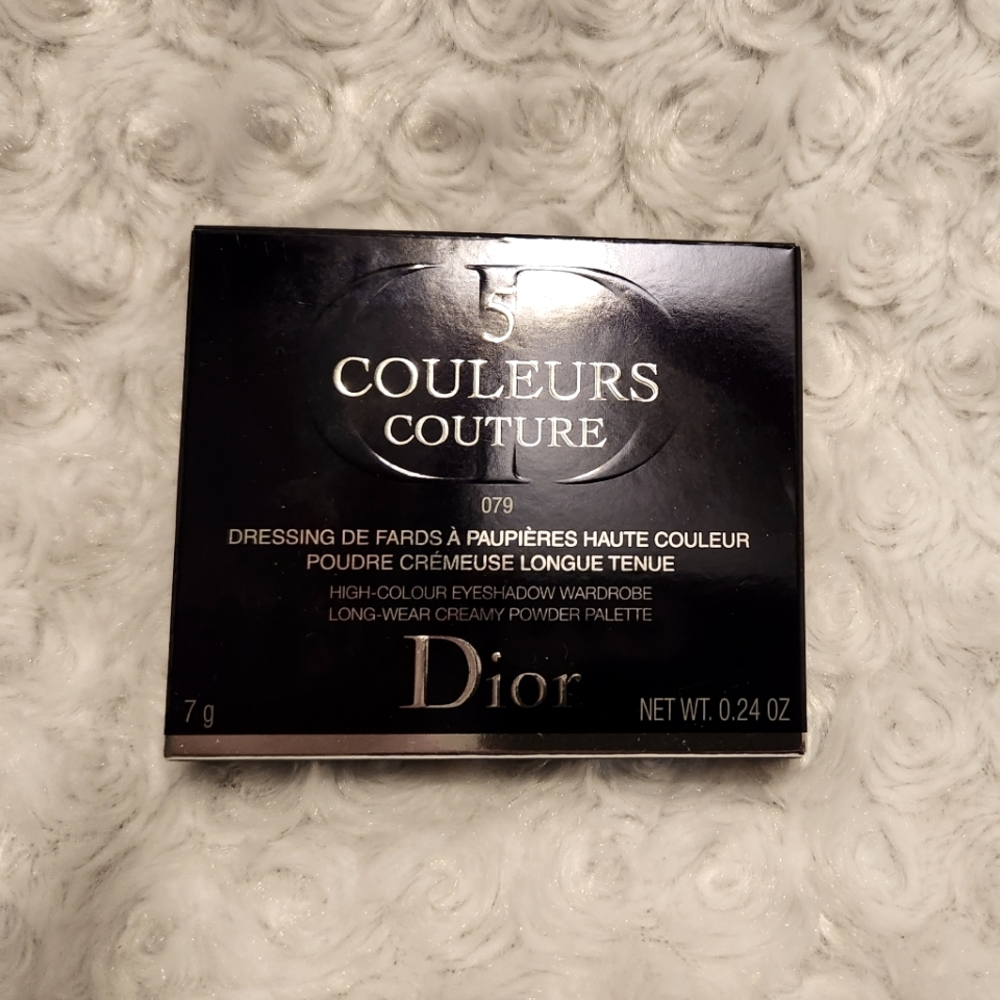 5
COULEURS
COUTURE
079
DRESSING DE FARDS À PAUPIÈRES HAUTE COULEUR
POUDRE CRÉMEUSE LONGUE TENUE
HIGH-COLOUR EYESHADOW WARDROBE
LONG-WEAR CREAMY POWDER PALETTE
Dior
7 g NET WT. 0.24 OZ